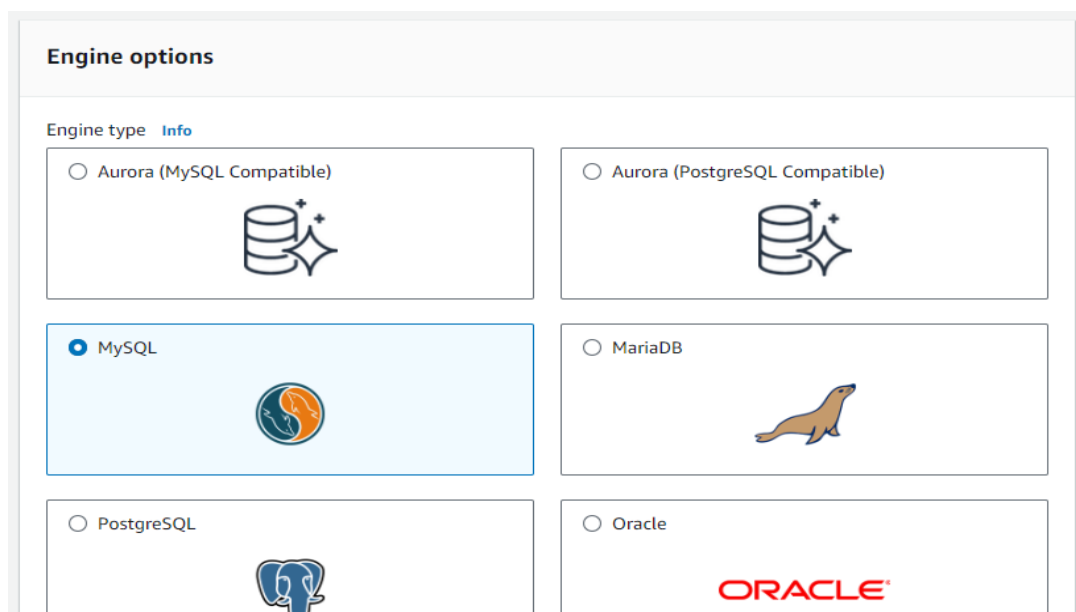 Engine options
Engine type Info
Aurora (MySQL Compatible)
Aurora (PostgreSQL Compatible)
MySQL
MariaDB
PostgreSQL
Oracle
ORACLE